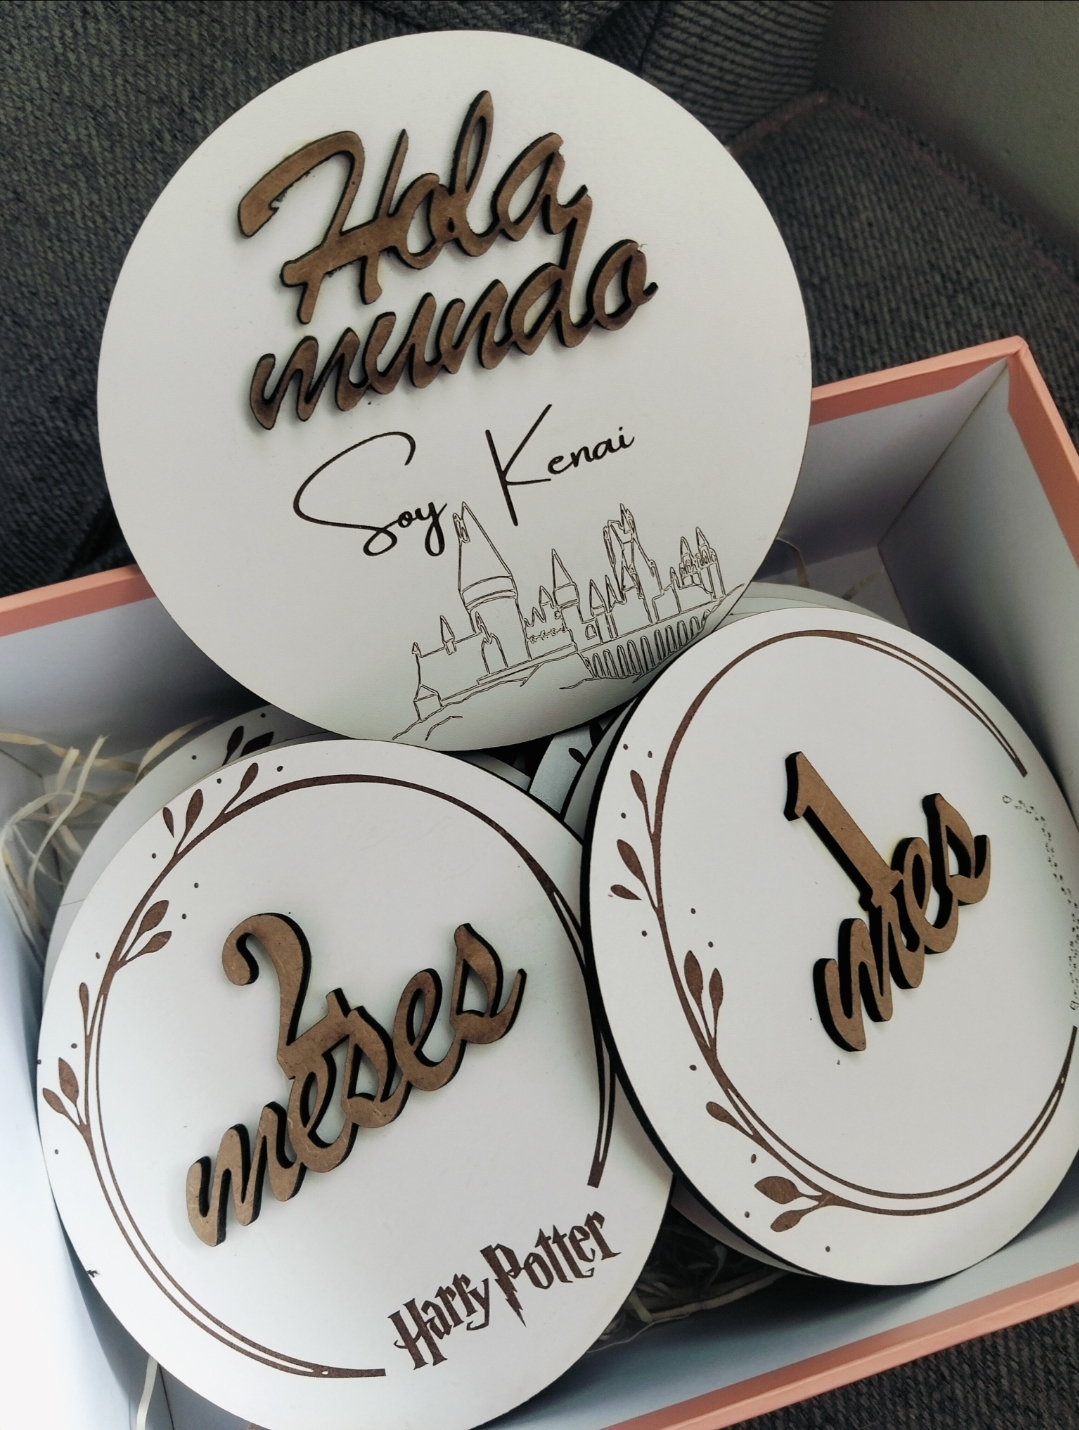 Hola
mundo
Soy Kenai
1
mes
2
meses
Harry Potter